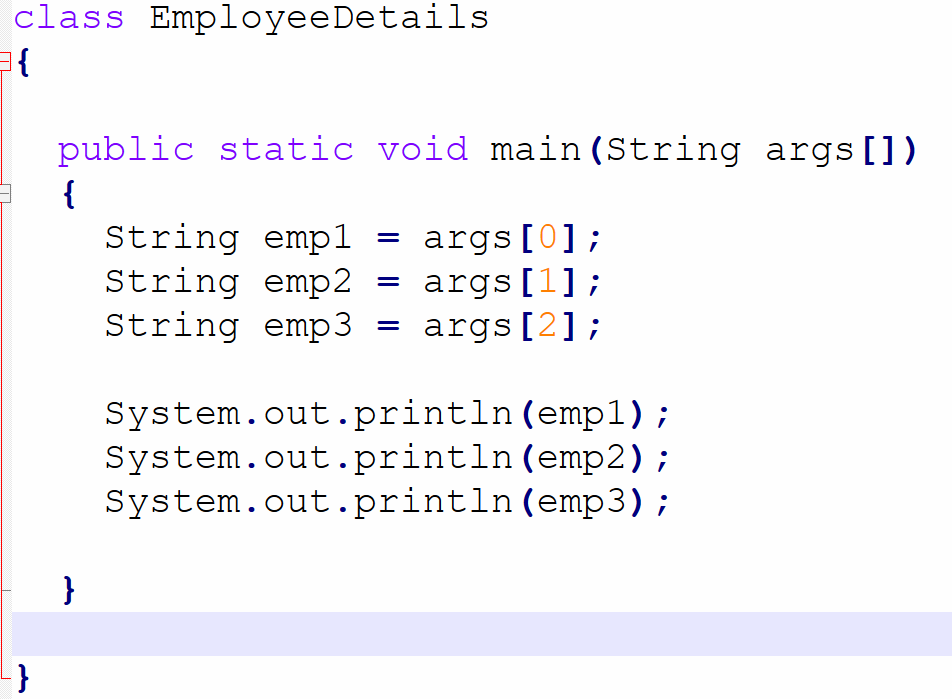 class EmployeeDetails
{
public static void main(String args[])
{
String emp1 = args[0];
String emp2 = args[1];
String emp3 = args[2];
System.out.println(emp1);
System.out.println(emp2);
System.out.println(emp3);
}
}